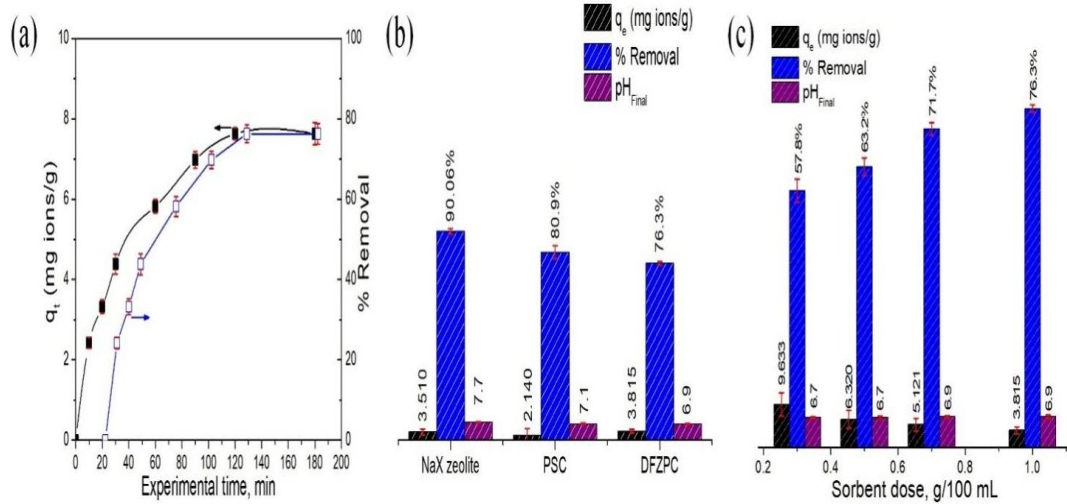 (a)
100
80
60
40
20
0
% Removal
10
8
6
4
2
0
q_t (mg ions/g)
0 20 40 60 80 100 120 140 160 180 200
Experimental time, min
(b)
q_e (mg ions/g)
% Removal
pH_Final
3.510
90.06%
7.7
2.140
80.9%
7.1
3.815
76.3%
6.9
NaX zeolite PSC DFZPC
(c)
q_e (mg ions/g)
% Removal
pH_Final
9.633
57.8%
6.7
6.320
63.2%
6.7
5.121
71.7%
6.9
3.815
76.3%
6.9
0.2 0.4 0.6 0.8 1.0
Sorbent dose, g/100 mL